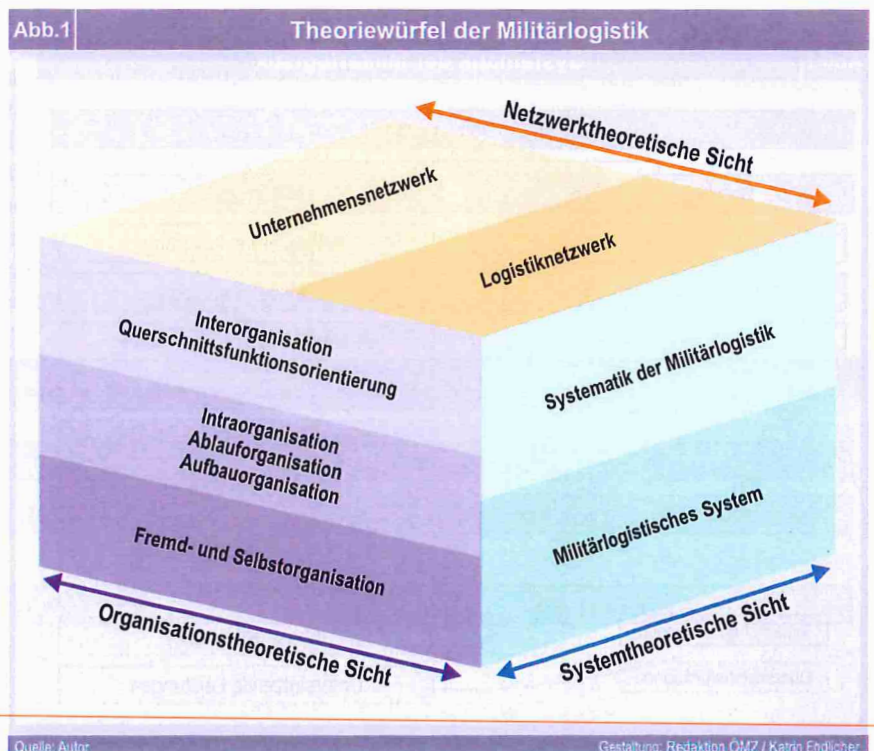 Abb.1
Theoriewürfel der Militärlogistik
Netzwerktheoretische Sicht
Unternehmensnetzwerk
Logistiknetzwerk
Interorganisation
Querschnittsfunktionsorientierung
Systematik der Militärlogistik
Intraorganisation
Ablauforganisation
Aufbauorganisation
Militärlogistisches System
Fremd- und Selbstorganisation
Organisationstheoretische Sicht
Systemtheoretische Sicht
Quelle: Autor
Gestaltung: Redaktion ÖMZ / Katrin